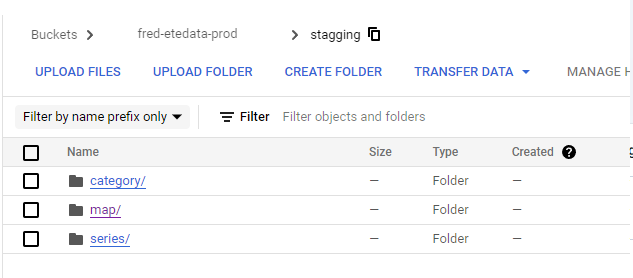 Buckets > fred-etedata-prod > stagging
UPLOAD FILES UPLOAD FOLDER CREATE FOLDER TRANSFER DATA MANAGE
Filter by name prefix only Filter Filter objects and folders
Name Size Type Created ?
category/ — Folder —
map/ — Folder —
series/ — Folder —